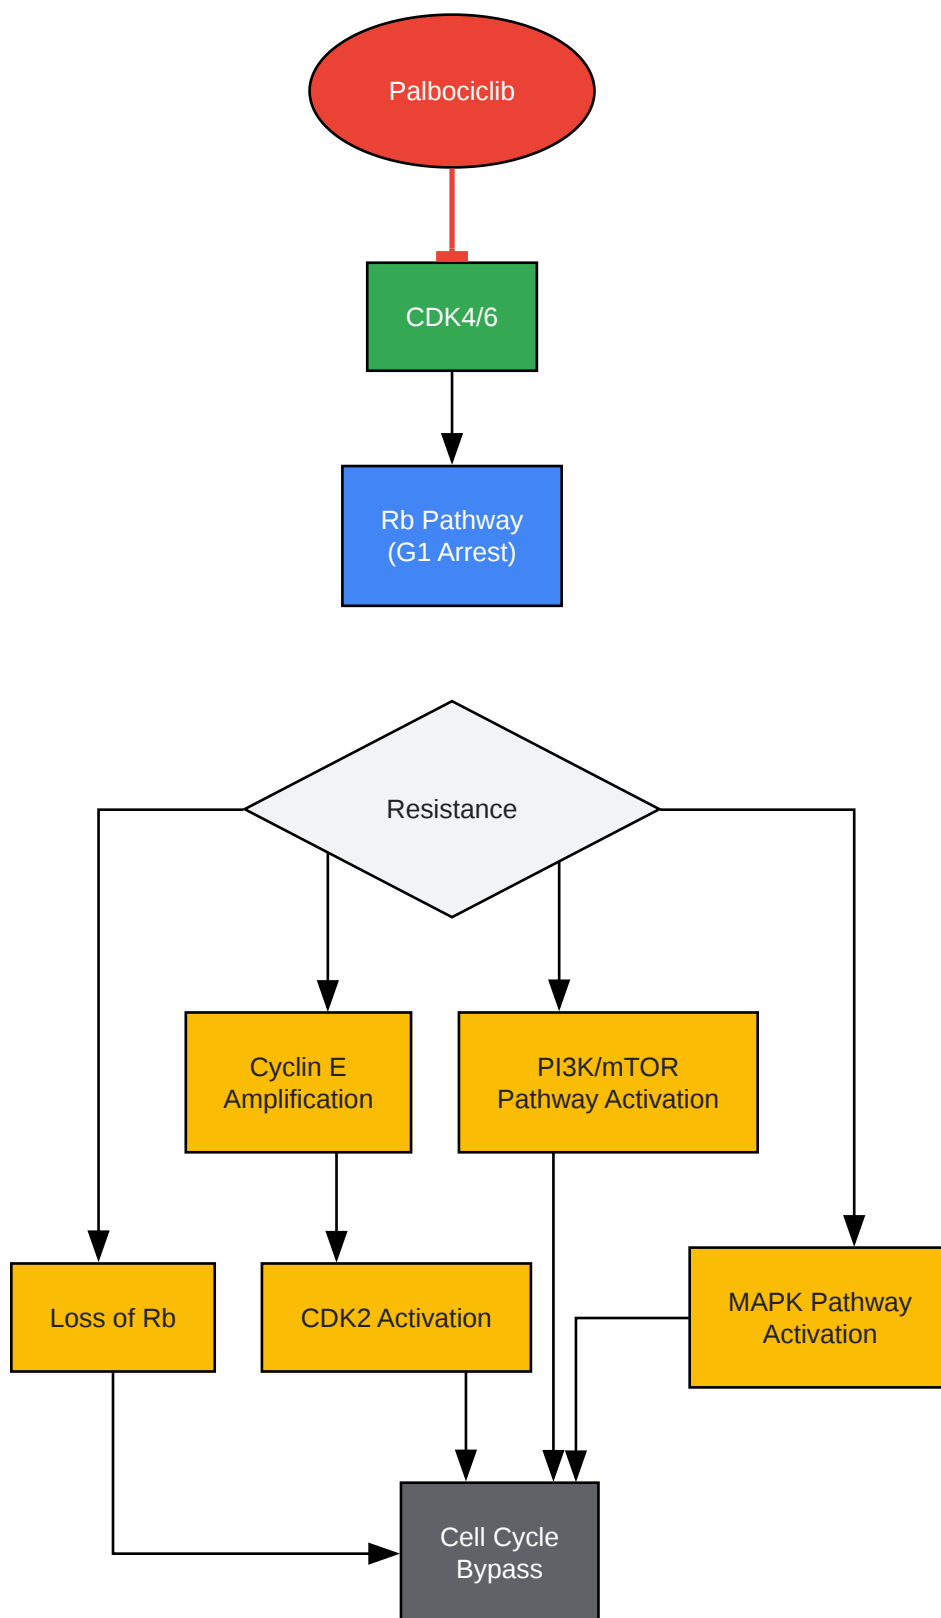 Palbociclib
CDK4/6
Rb Pathway
(G1 Arrest)
Resistance
Cyclin E
Amplification
PI3K/mTOR
Pathway Activation
Loss of Rb
CDK2 Activation
MAPK Pathway
Activation
Cell Cycle
Bypass